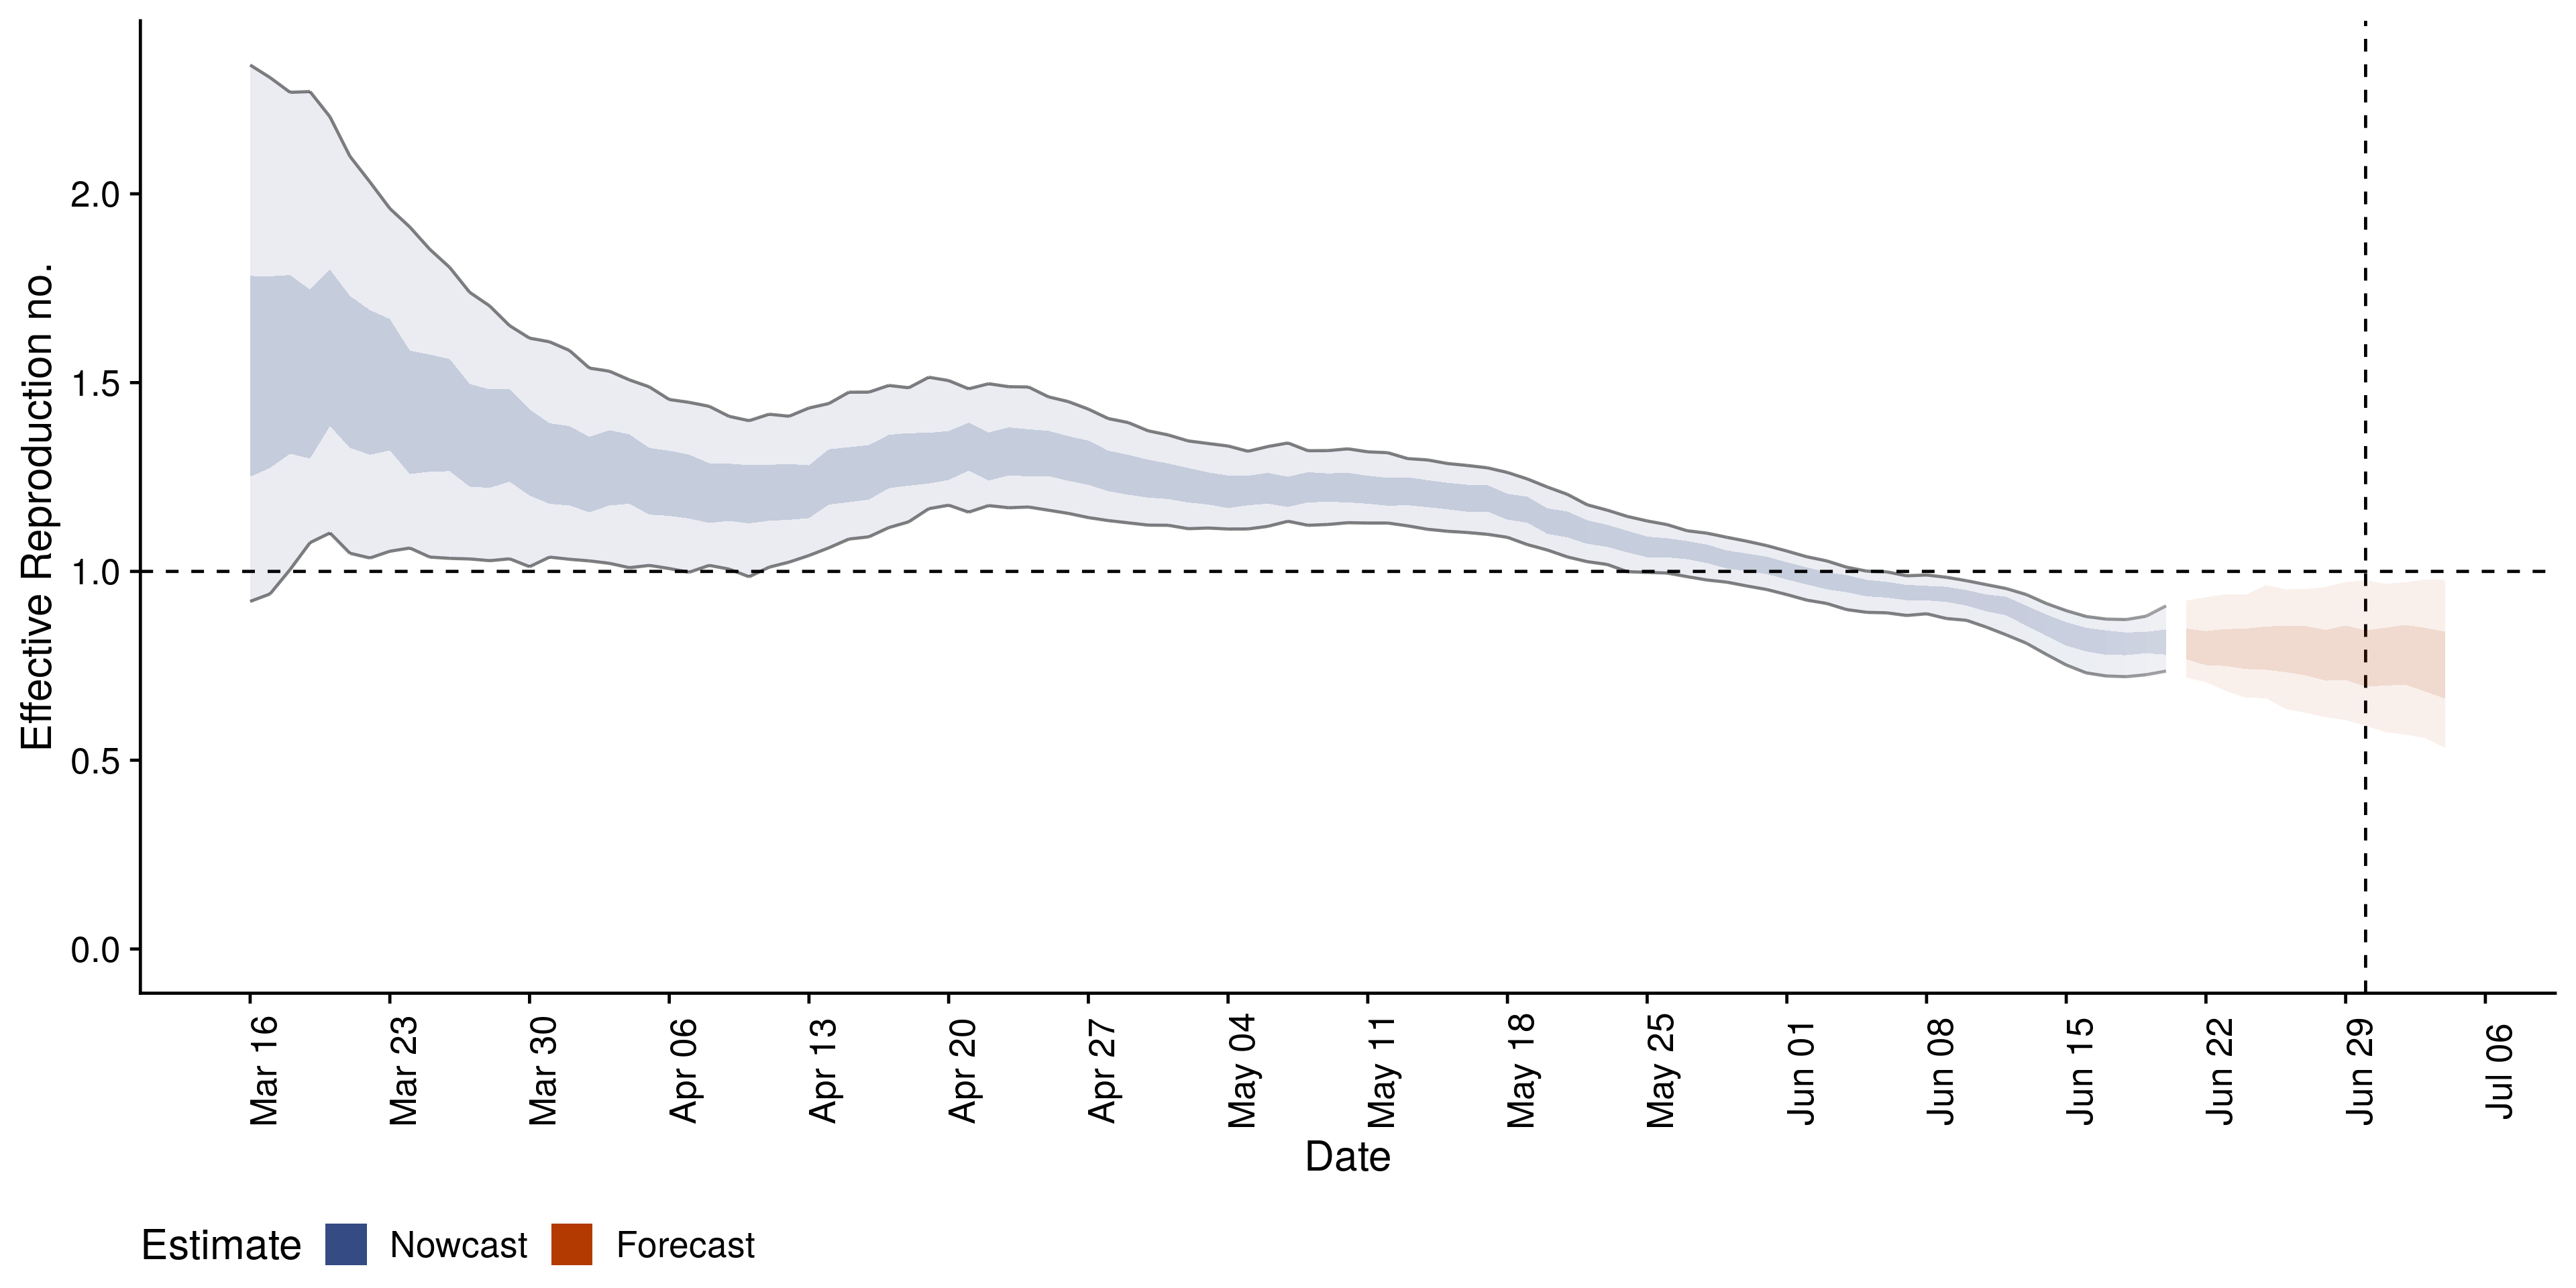 Effective Reproduction no.
2.0
1.5
1.0
0.5
0.0
Mar 16
Mar 23
Mar 30
Apr 06
Apr 13
Apr 20
Apr 27
May 04
May 11
May 18
May 25
Jun 01
Jun 08
Jun 15
Jun 22
Jun 29
Jul 06
Date
Estimate Nowcast Forecast